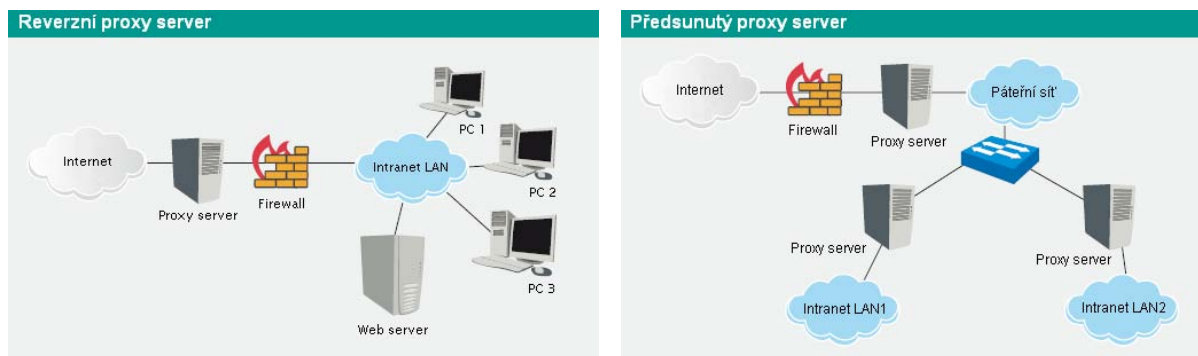 Reverzní proxy server
Internet
Proxy server
Firewall
Intranet LAN
PC 1
PC 2
PC 3
Web server
Předsunutý proxy server
Internet
Firewall
Proxy server
Páteřní síť
Proxy server
Proxy server
Intranet LAN1
Intranet LAN2